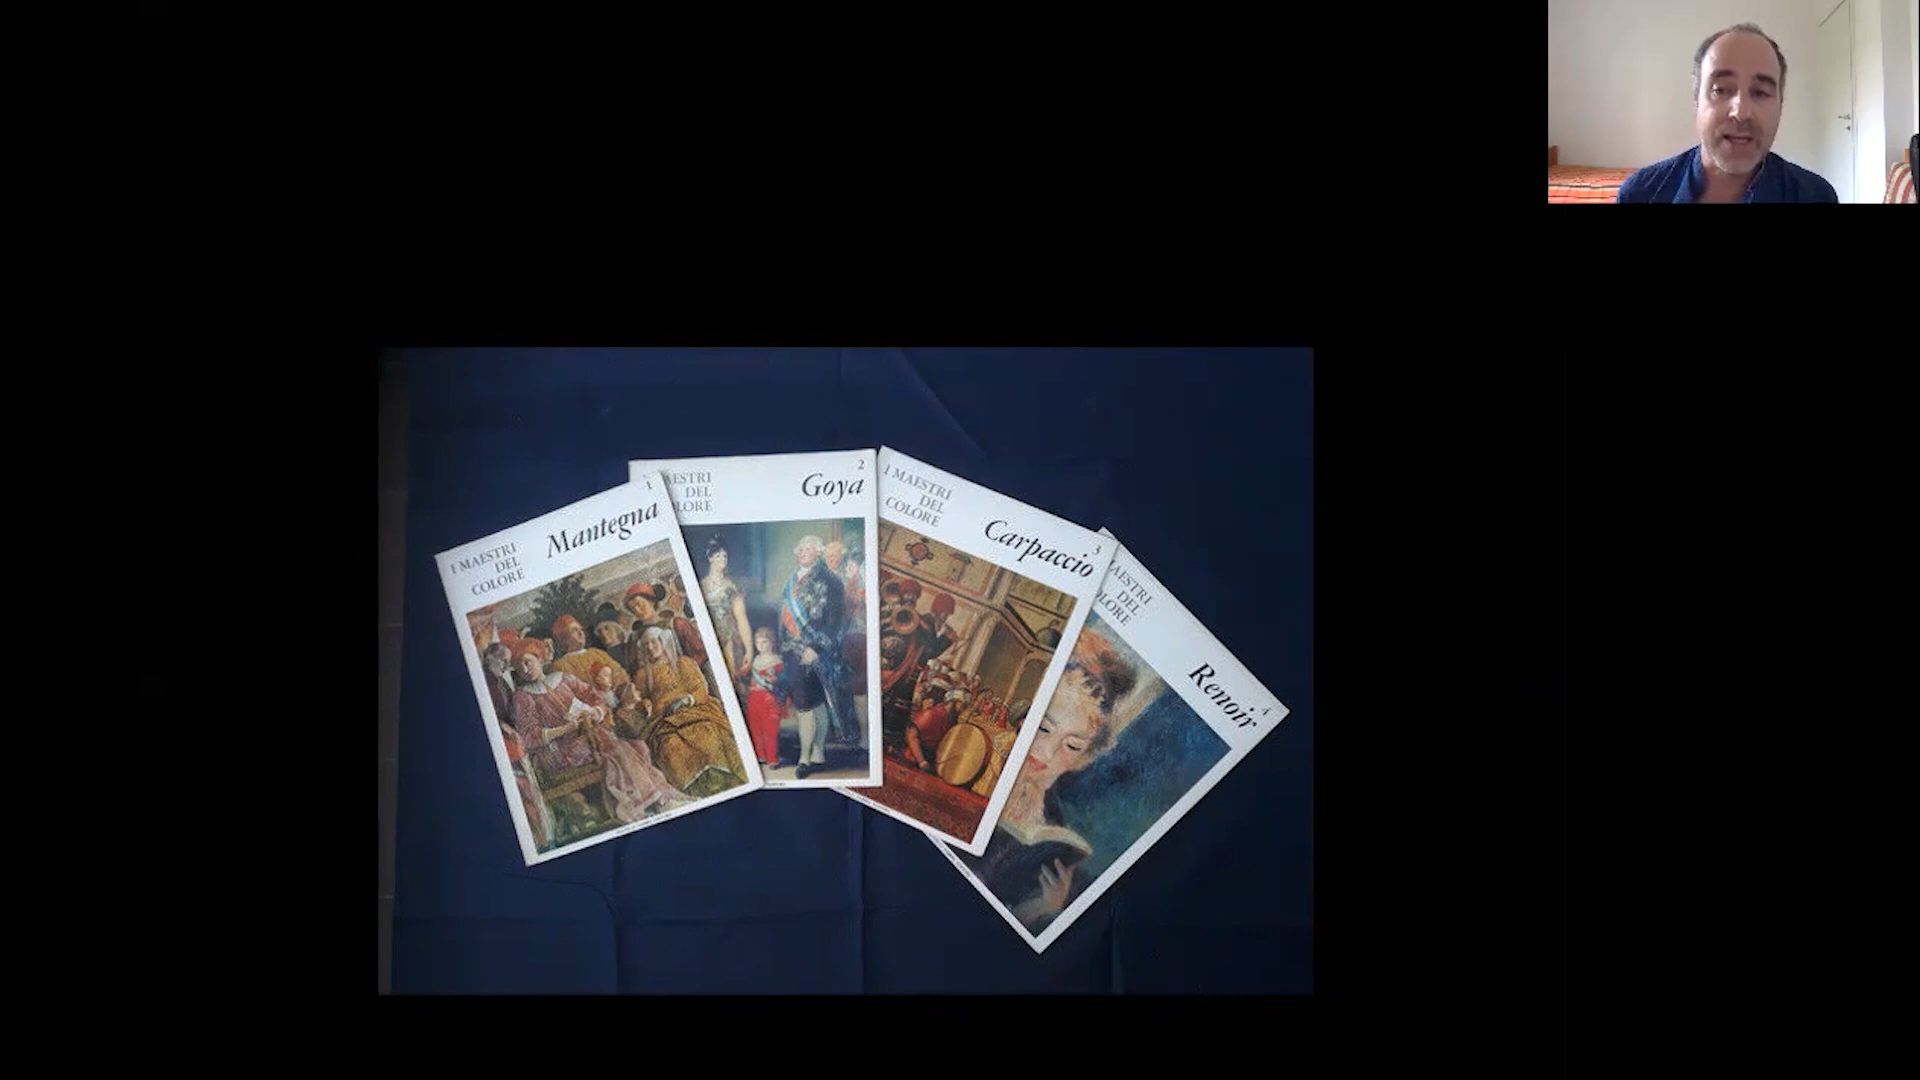 1
Mantegna
I MAESTRI
DEL
COLORE
2
Goya
MAESTRI
DEL
COLORE
3
Carpaccio
I MAESTRI
DEL
COLORE
4
Renoir
MAESTRI
DEL
COLORE